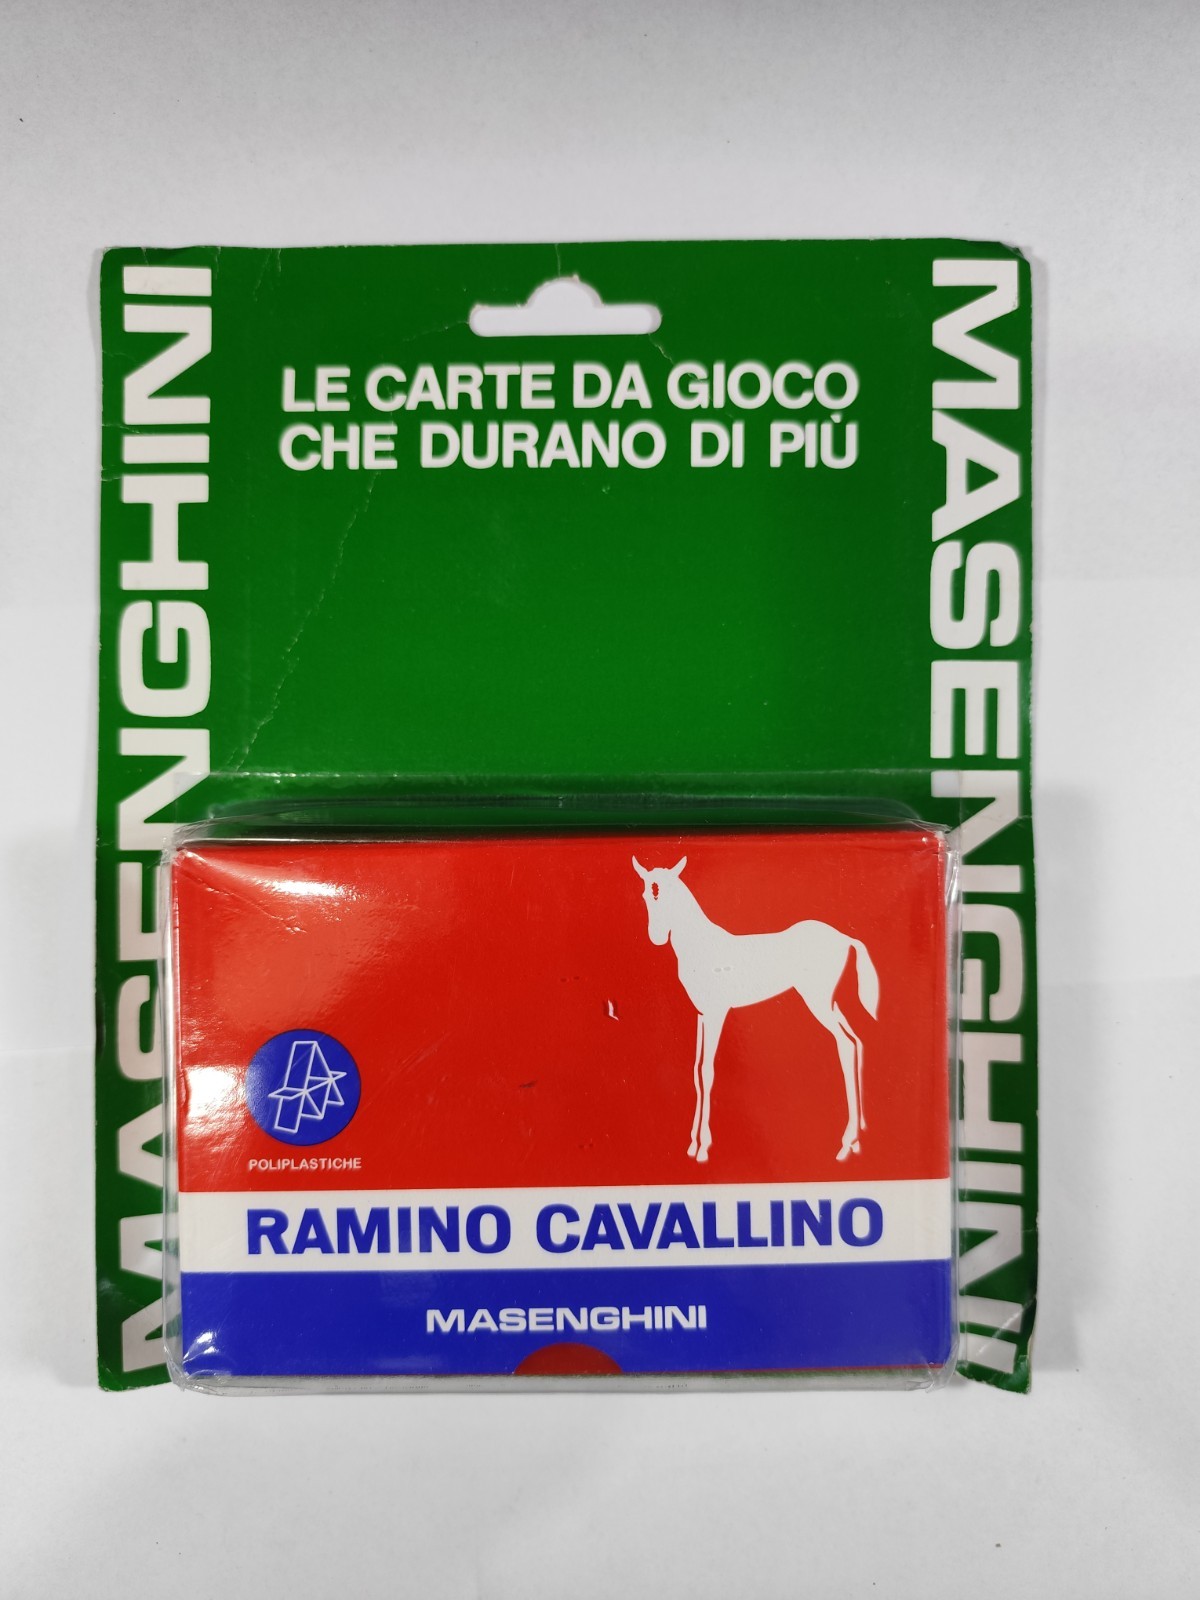 MASENGHINI
LE CARTE DA GIOCO
CHE DURANO DI PIÙ
MASENGHINI
POLIPLASTICHE
RAMINO CAVALLINO
MASENGHINI